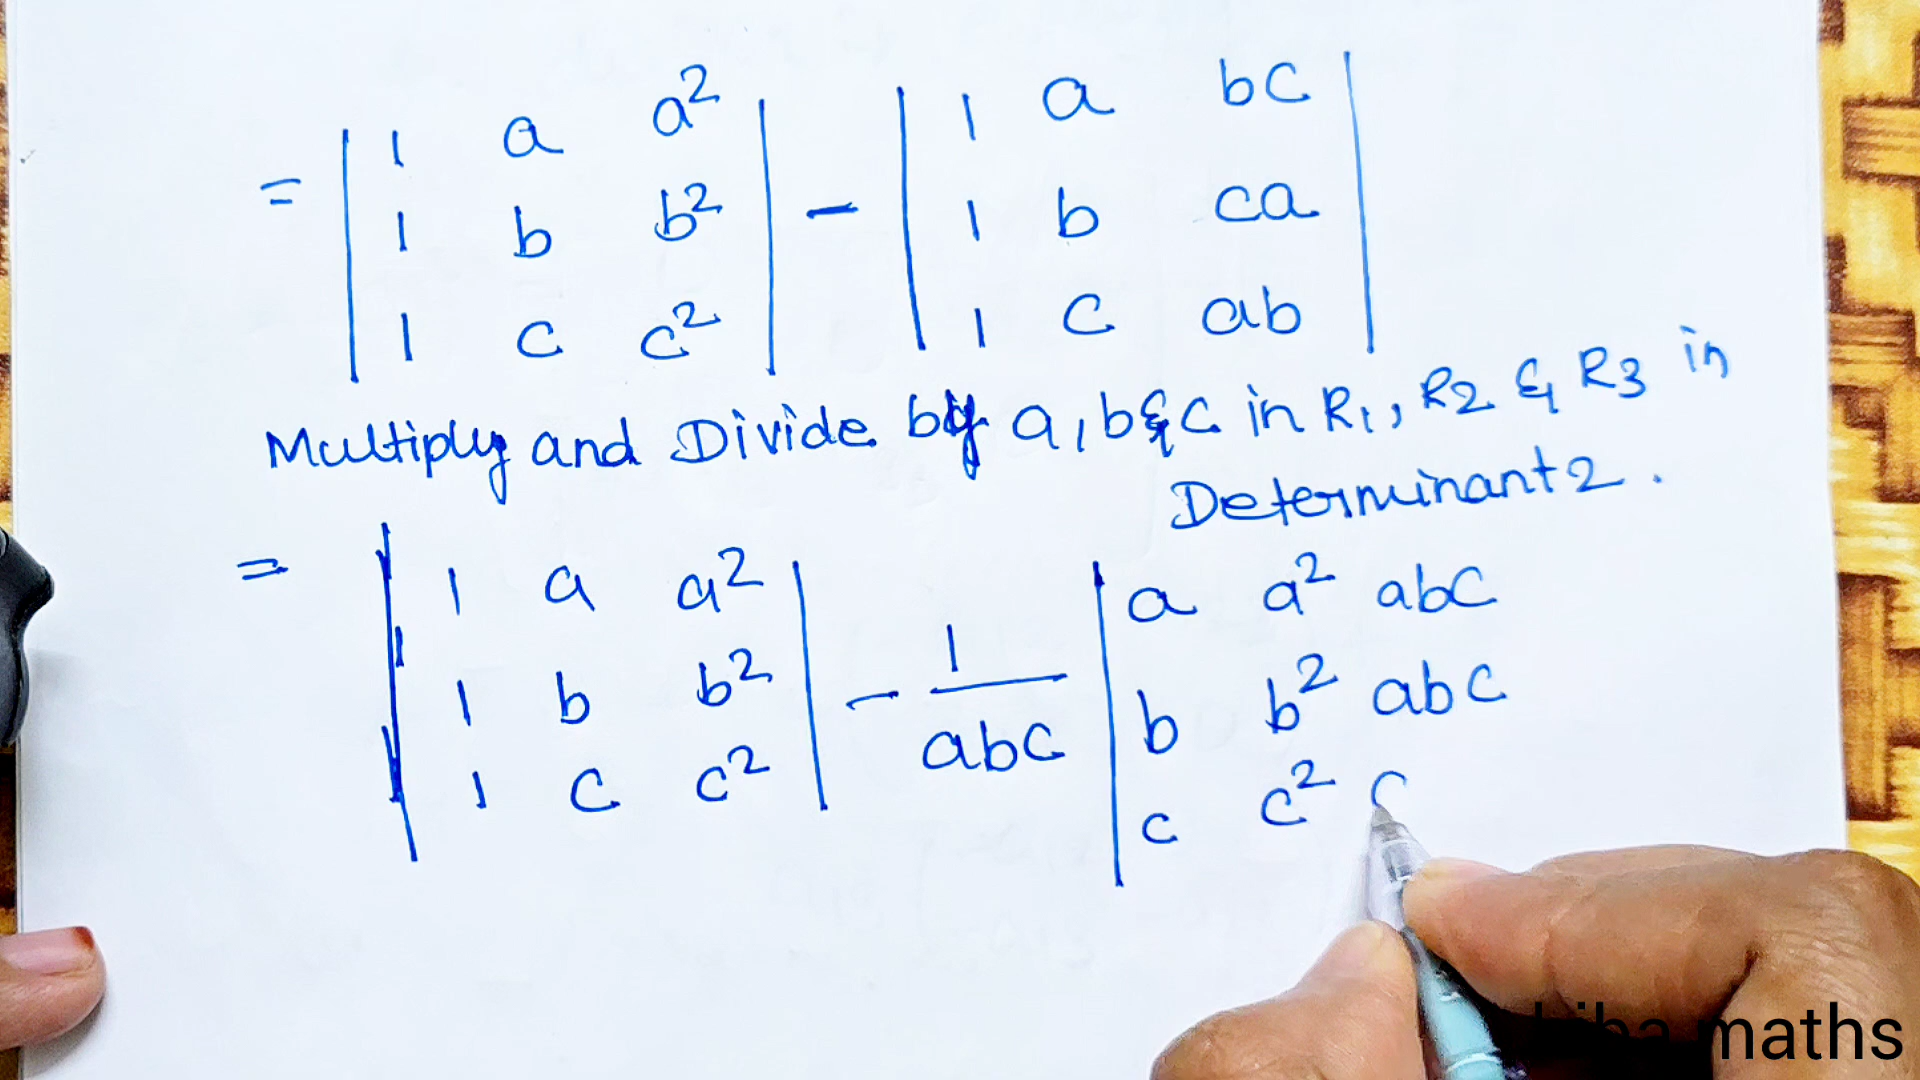 = | 1 a a² | - | 1 a bc |
| 1 b b² | | 1 b ca |
| 1 c c² | | 1 c ab |
Multiply and Divide by a, b & c in R1, R2 & R3 in
Determinant 2.
= | 1 a a² | - 1/abc | a a² abc |
| 1 b b² | | b b² abc |
| 1 c c² | | c c² c
maths